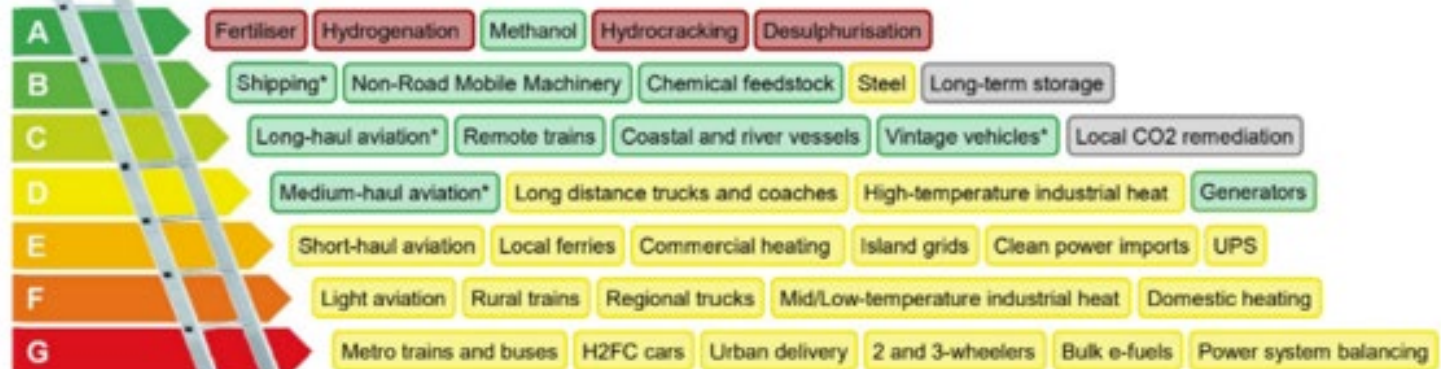 A Fertiliser Hydrogenation Methanol Hydrocracking Desulphurisation
B Shipping* Non-Road Mobile Machinery Chemical feedstock Steel Long-term storage
C Long-haul aviation* Remote trains Coastal and river vessels Vintage vehicles* Local CO2 remediation
D Medium-haul aviation* Long distance trucks and coaches High-temperature industrial heat Generators
E Short-haul aviation Local ferries Commercial heating Island grids Clean power imports UPS
F Light aviation Rural trains Regional trucks Mid/Low-temperature industrial heat Domestic heating
G Metro trains and buses H2FC cars Urban delivery 2 and 3-wheelers Bulk e-fuels Power system balancing